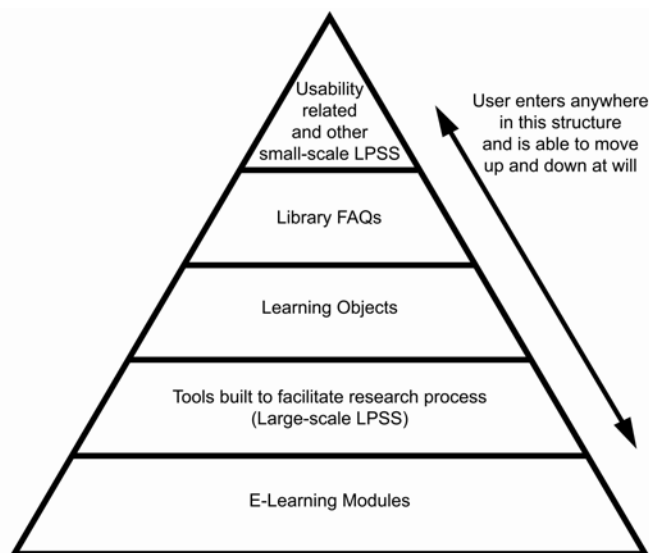 Usability
related
and other
small-scale LPSS
User enters anywhere
in this structure
and is able to move
up and down at will
Library FAQs
Learning Objects
Tools built to facilitate research process
(Large-scale LPSS)
E-Learning Modules